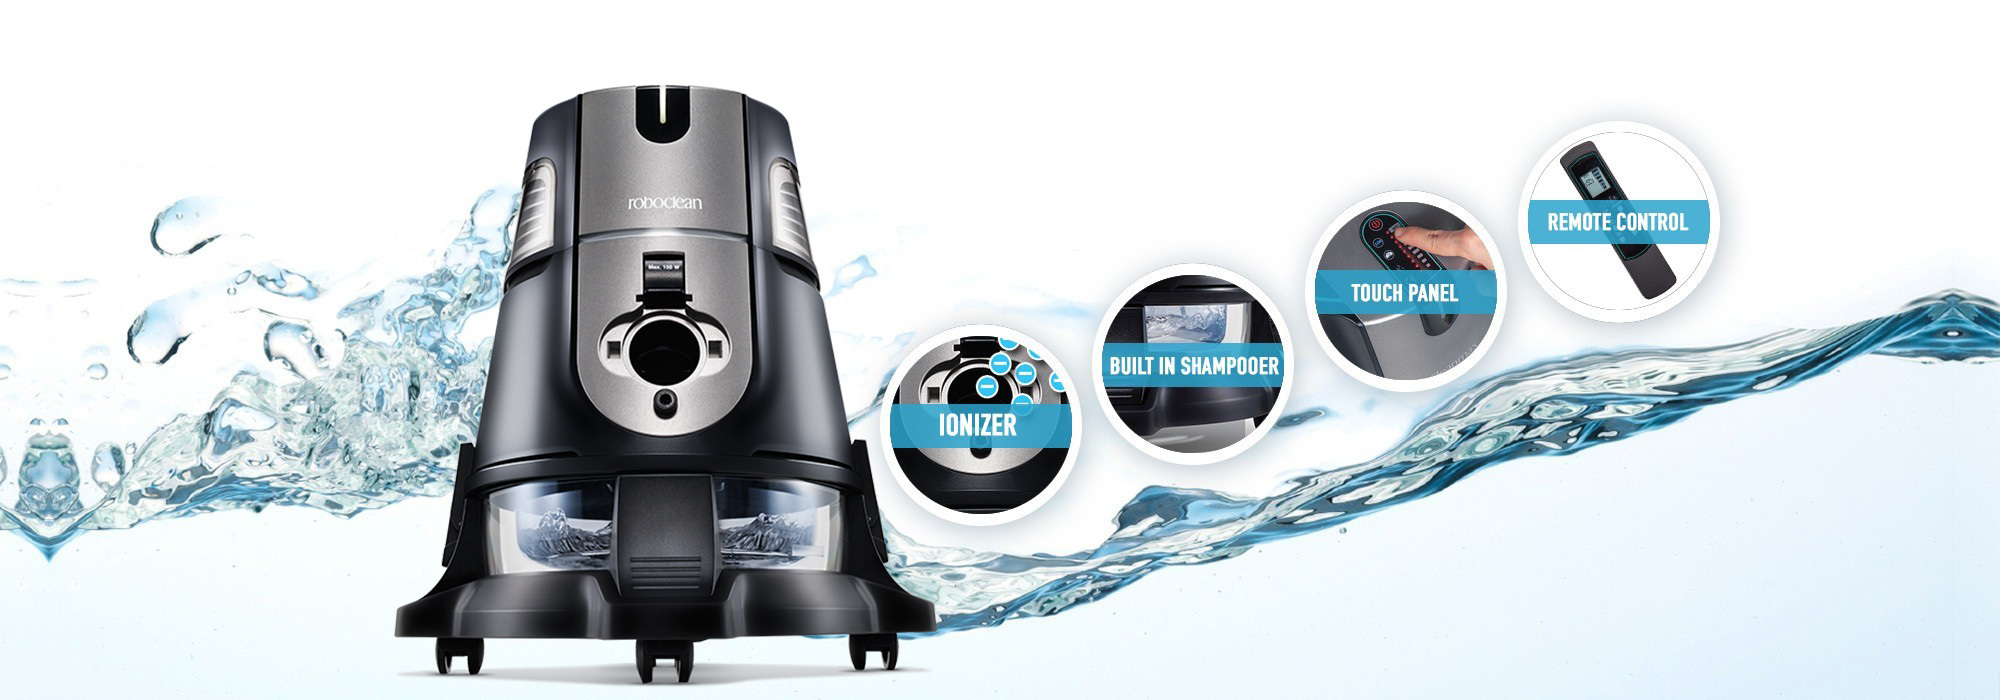 roboclean
Max. 150 W
IONIZER
BUILT IN SHAMPOOER
TOUCH PANEL
REMOTE CONTROL